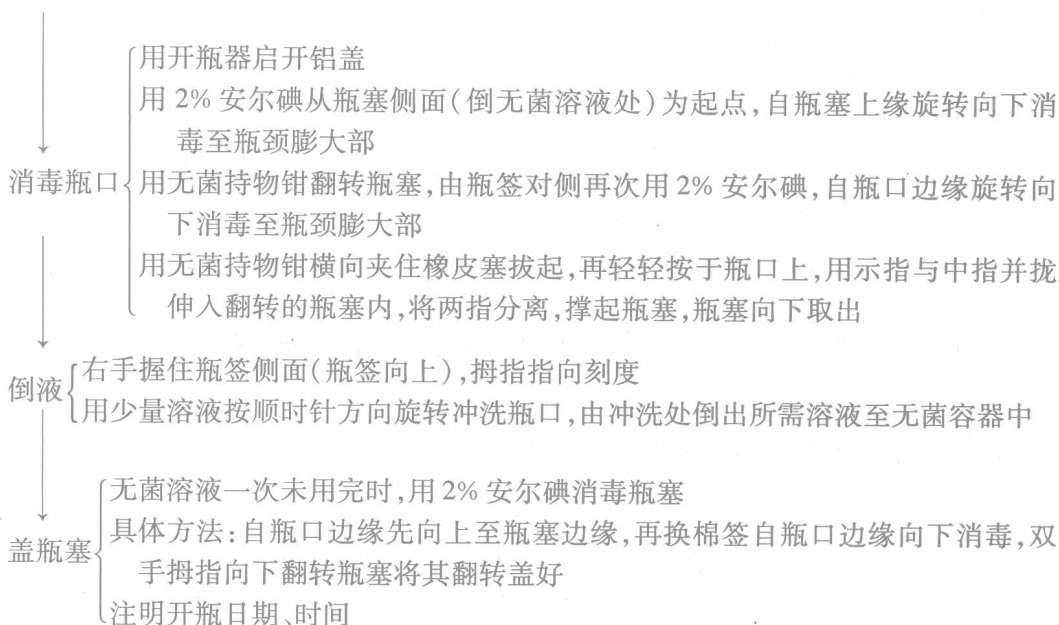 用开瓶器启开铝盖
用 2% 安尔碘从瓶塞侧面(倒无菌溶液处)为起点,自瓶塞上缘旋转向下消
毒至瓶颈膨大部
消毒瓶口
用无菌持物钳翻转瓶塞,由瓶签对侧再次用 2% 安尔碘,自瓶口边缘旋转向
下消毒至瓶颈膨大部
用无菌持物钳横向夹住橡皮塞拔起,再轻轻按于瓶口上,用示指与中指并拢
伸入翻转的瓶塞内,将两指分离,撑起瓶塞,瓶塞向下取出
倒液
右手握住瓶签侧面(瓶签向上),拇指指向刻度
用少量溶液按顺时针方向旋转冲洗瓶口,由冲洗处倒出所需溶液至无菌容器中
无菌溶液一次未用完时,用 2% 安尔碘消毒瓶塞
盖瓶塞
具体方法:自瓶口边缘先向上至瓶塞边缘,再换棉签自瓶口边缘向下消毒,双
手拇指向下翻转瓶塞将其翻转盖好
注明开瓶日期、时间